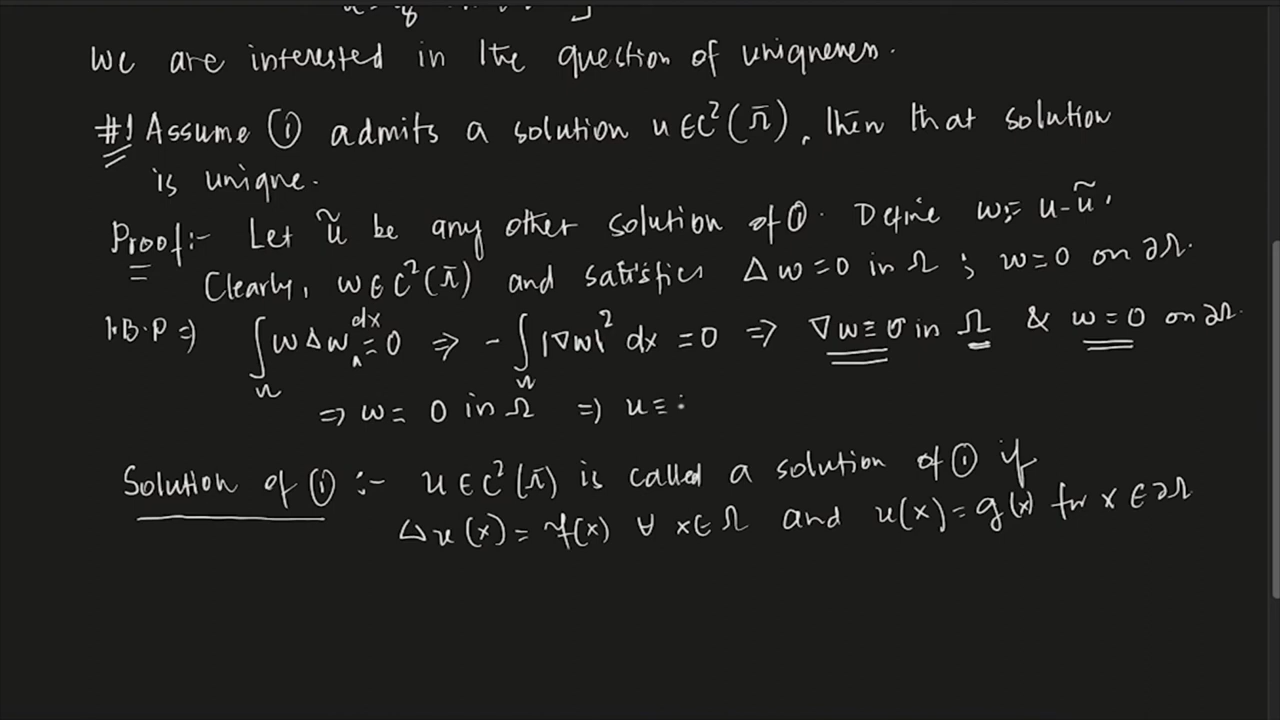 We are interested in the question of uniqueness.
#1 Assume ① admits a solution u ∈ C²(Ω̄), then that solution
is unique.
Proof:- Let ũ be any other solution of ①. Define w := u - ũ.
Clearly, w ∈ C²(Ω̄) and satisfies Δw = 0 in Ω ; w = 0 on ∂Ω.
I.B.P ⇒) ∫_Ω w Δw dx = 0 ⇒ - ∫_Ω |∇w|² dx = 0 ⇒ ∇w ≡ 0 in Ω & w = 0 on ∂Ω.
⇒ w = 0 in Ω ⇒) u ≡
Solution of ① :- u ∈ C²(Ω̄) is called a solution of ① if
Δu(x) = f(x) ∀ x ∈ Ω and u(x) = g(x) for x ∈ ∂Ω